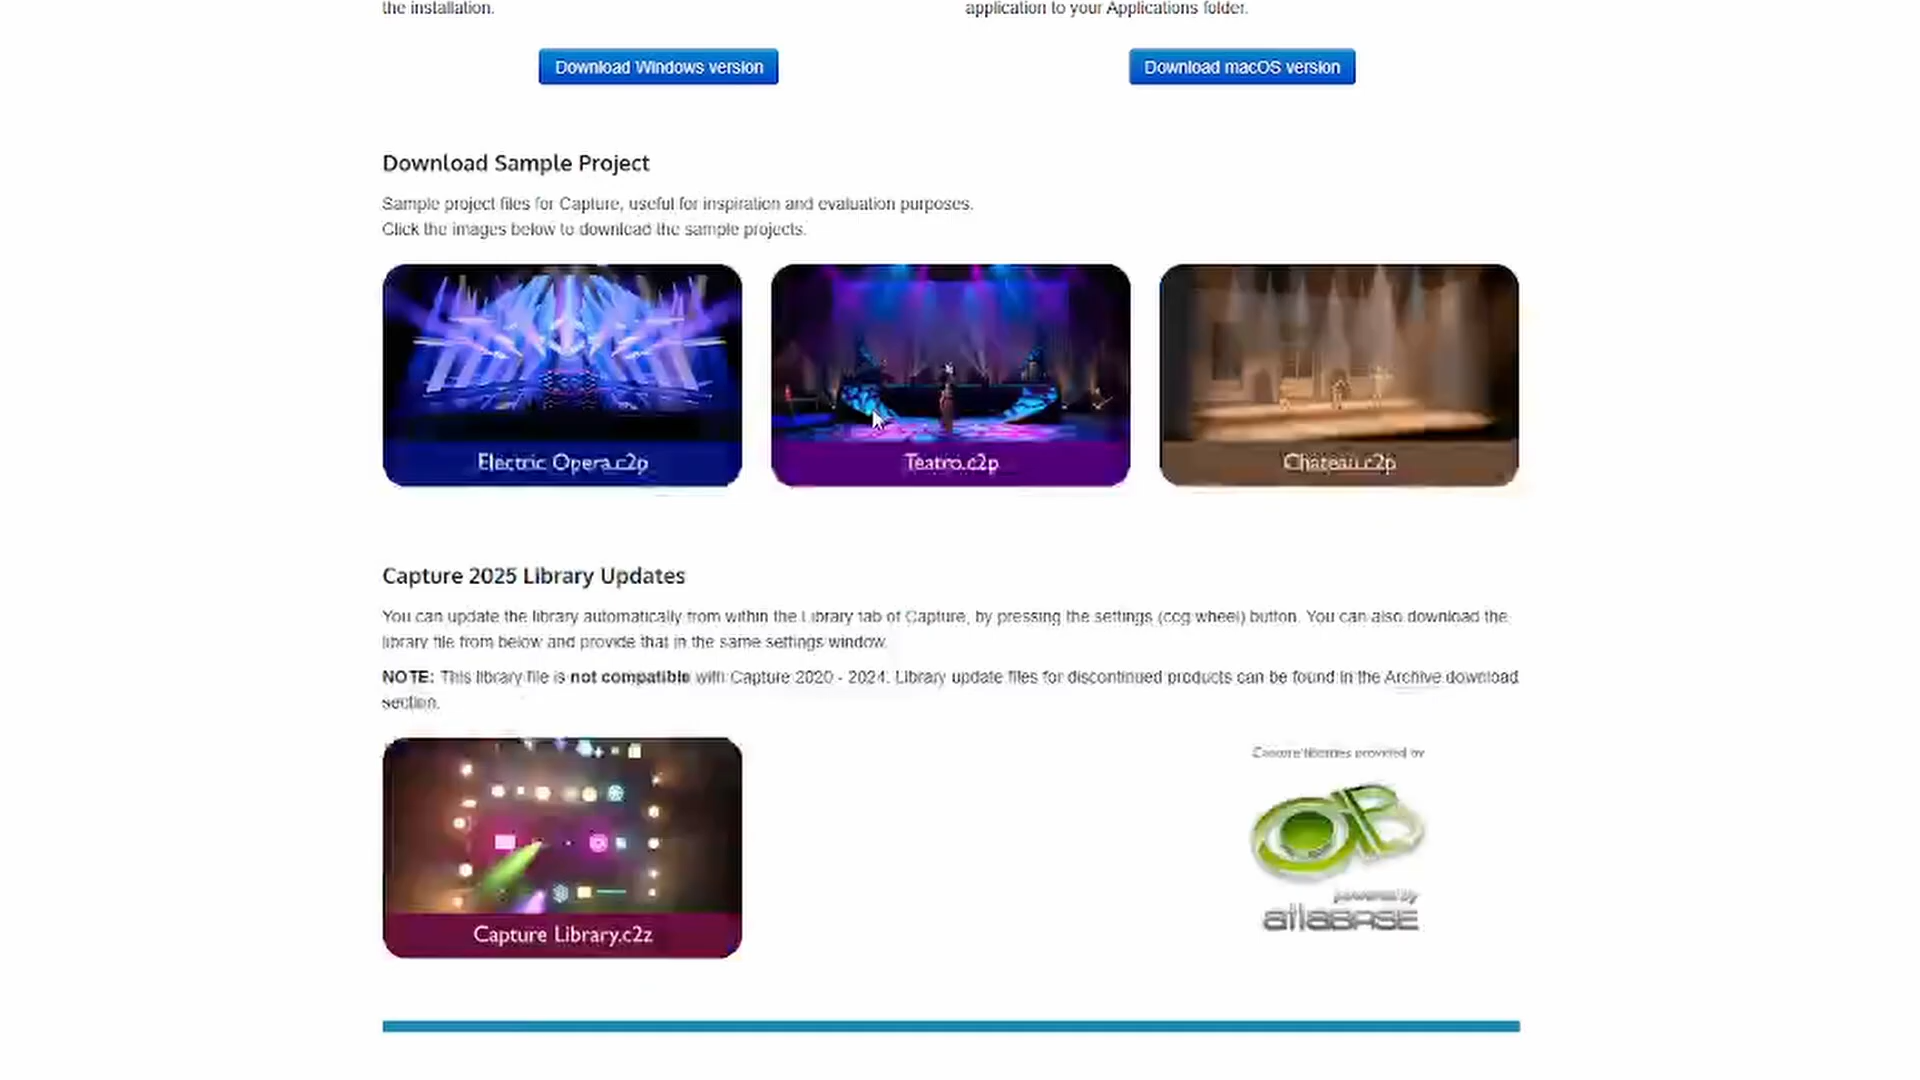 the installation.
application to your Applications folder.
Download Windows version
Download macOS version
Download Sample Project
Sample project files for Capture, useful for inspiration and evaluation purposes.
Click the images below to download the sample projects.
Electric Opera.c2p
Teatro.c2p
Chateau.c2p
Capture 2025 Library Updates
You can update the library automatically from within the Library tab of Capture, by pressing the settings (cog wheel) button. You can also download the
library file from below and provide that in the same settings window.
NOTE: This library file is not compatible with Capture 2020 - 2024. Library update files for discontinued products can be found in the Archive download
section.
Capture Library.c2z
Capture libraries provided by
powered by
atlaBASE